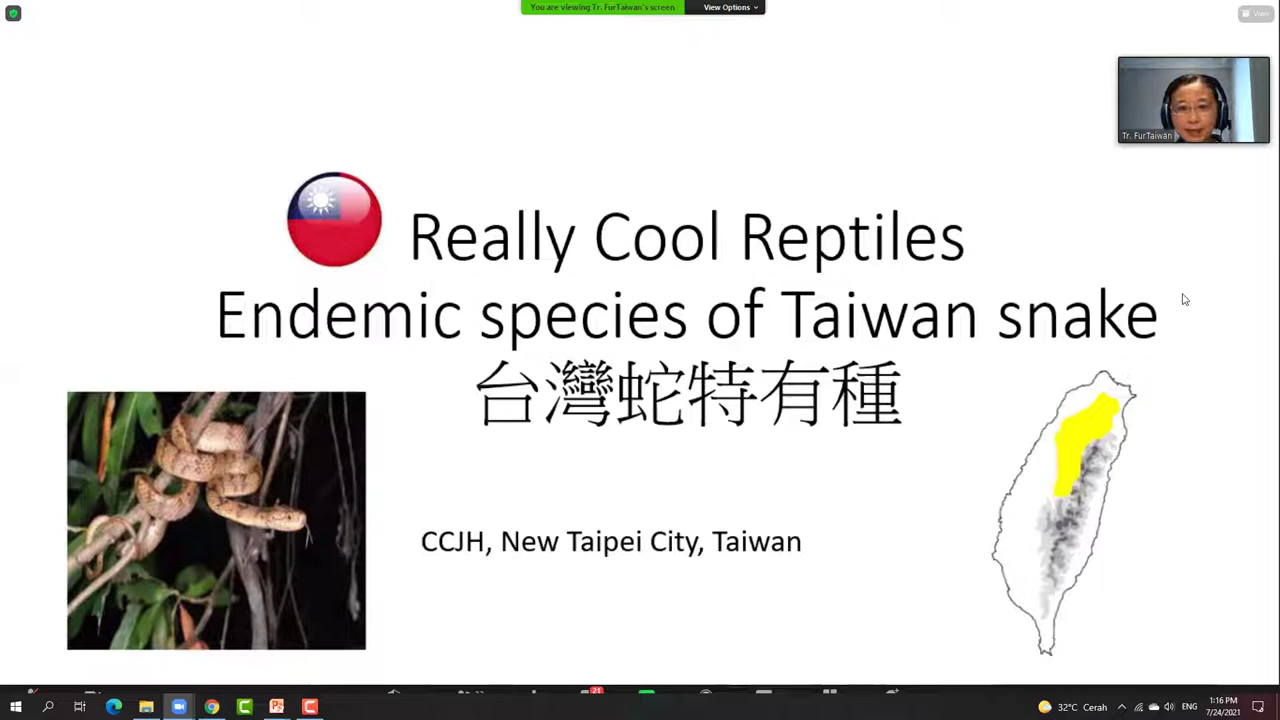 You are viewing Tr. FurTaiwan's screen
View Options
View
Tr. FurTaiwan
Really Cool Reptiles
Endemic species of Taiwan snake
台灣蛇特有種
CCJH, New Taipei City, Taiwan
21
32°C Cerah
ENG
1:16 PM
7/24/2021